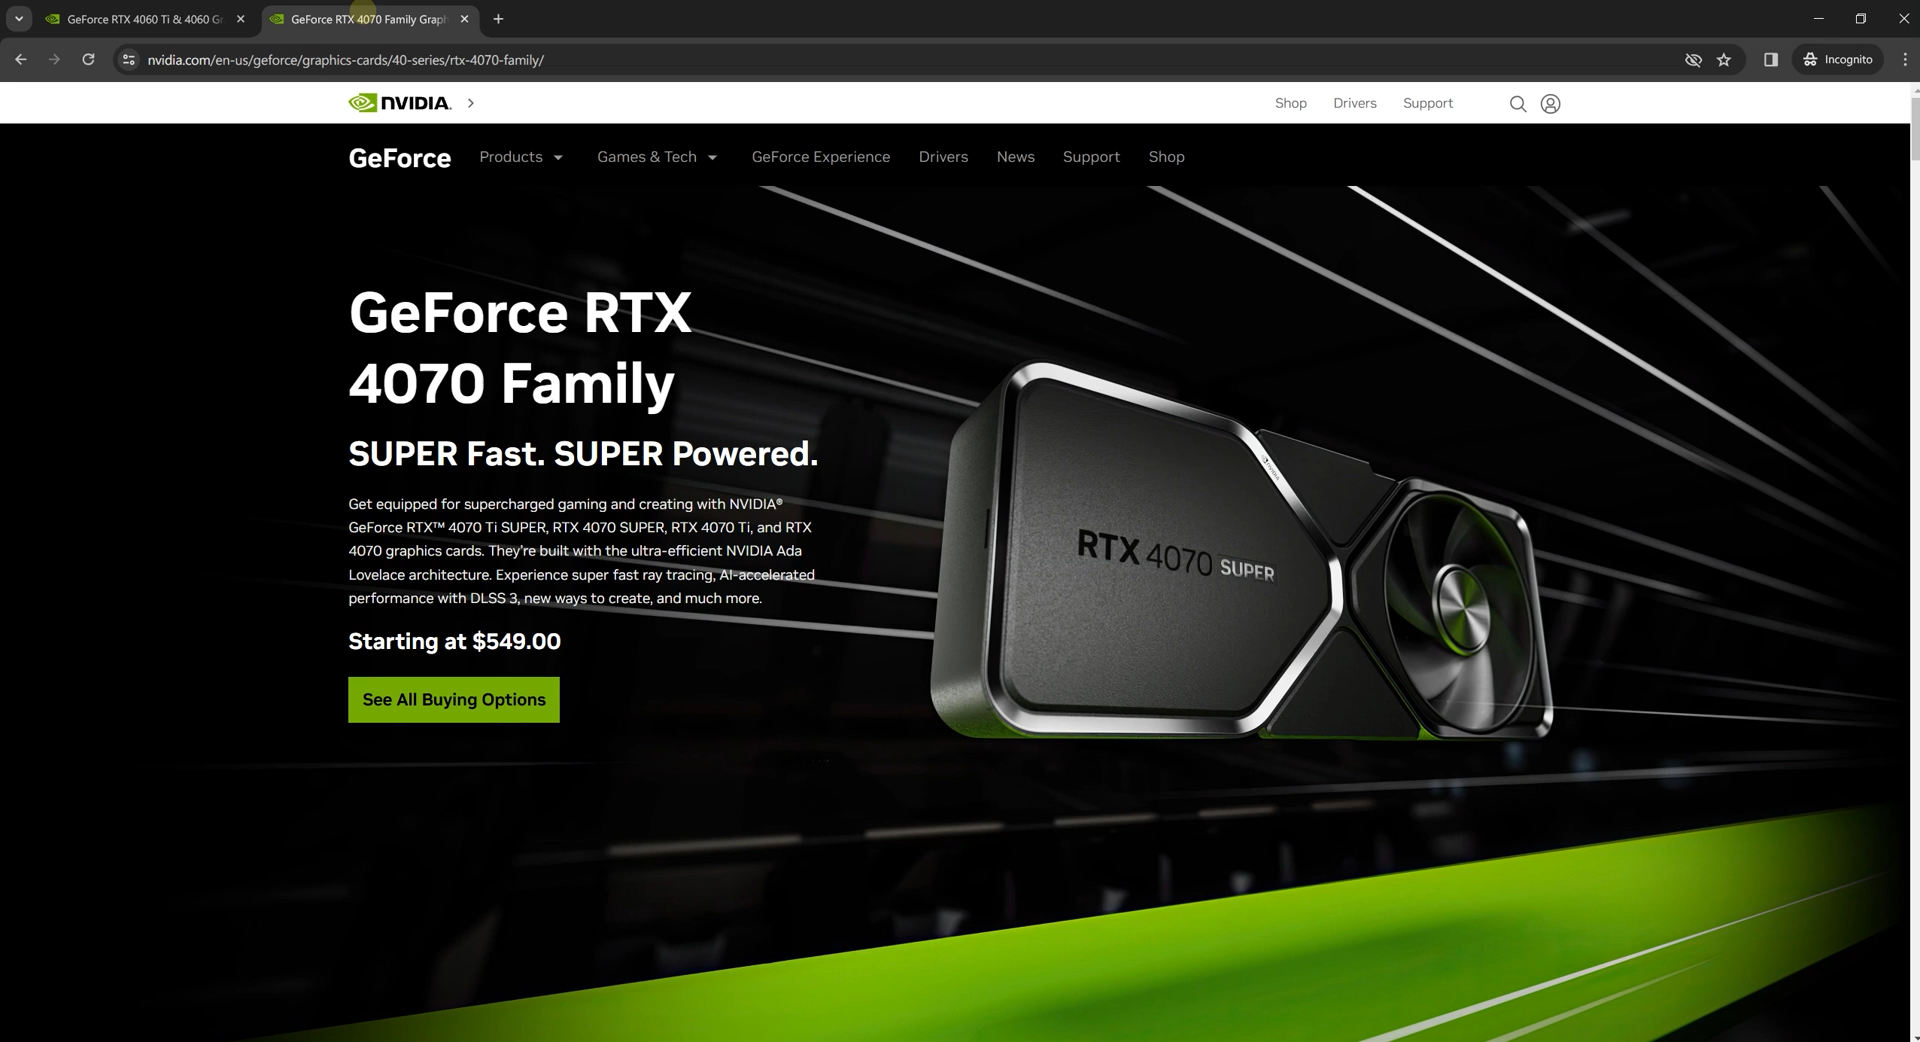 GeForce RTX 4060 Ti & 4060 Gr
GeForce RTX 4070 Family Graph
nvidia.com/en-us/geforce/graphics-cards/40-series/rtx-4070-family/
Incognito
NVIDIA.
Shop
Drivers
Support
GeForce
Products
Games & Tech
GeForce Experience
Drivers
News
Support
Shop
GeForce RTX
4070 Family
SUPER Fast. SUPER Powered.
Get equipped for supercharged gaming and creating with NVIDIA®
GeForce RTX™ 4070 Ti SUPER, RTX 4070 SUPER, RTX 4070 Ti, and RTX
4070 graphics cards. They're built with the ultra-efficient NVIDIA Ada
Lovelace architecture. Experience super fast ray tracing, AI-accelerated
performance with DLSS 3, new ways to create, and much more.
Starting at $549.00
See All Buying Options
NVIDIA
RTX 4070 SUPER